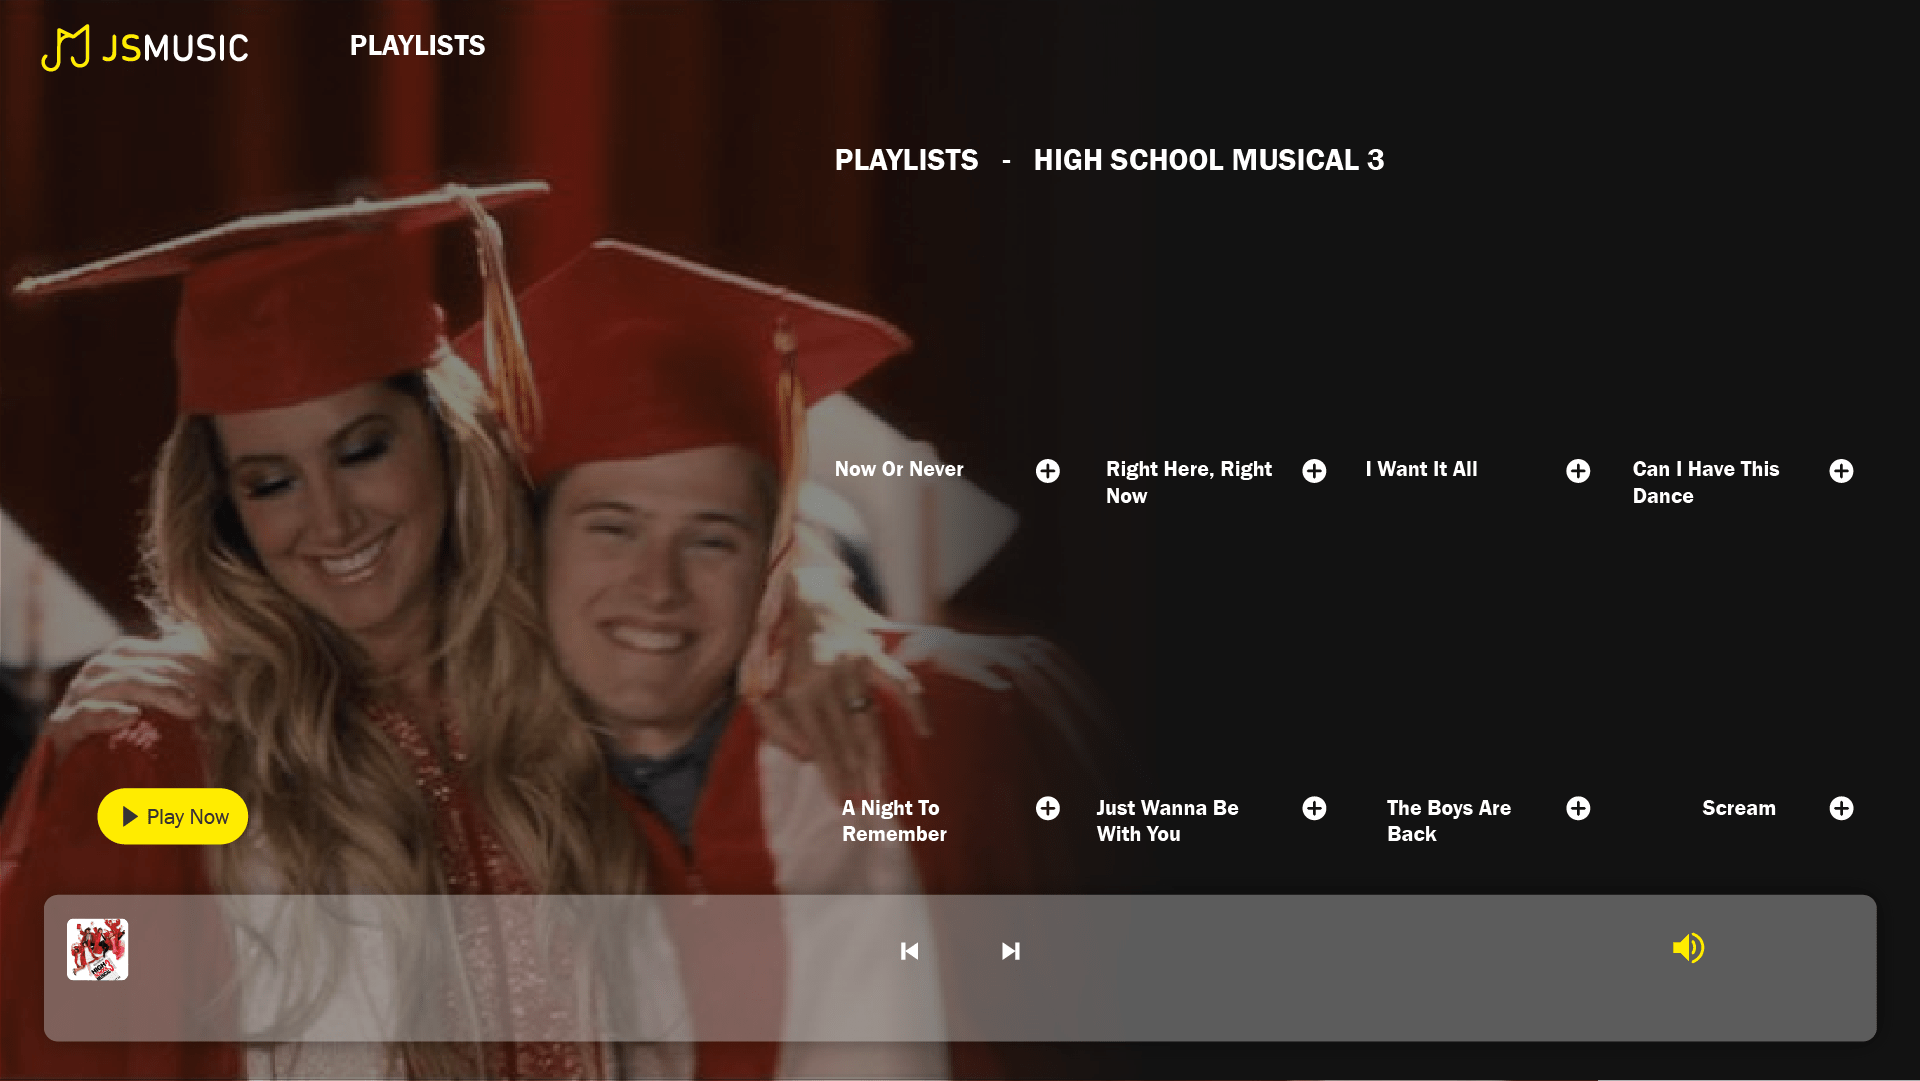 JSMUSIC
PLAYLISTS
PLAYLISTS - HIGH SCHOOL MUSICAL 3
Now Or Never
Right Here, Right
Now
I Want It All
Can I Have This
Dance
A Night To
Remember
Just Wanna Be
With You
The Boys Are
Back
Scream
Play Now
HIGH